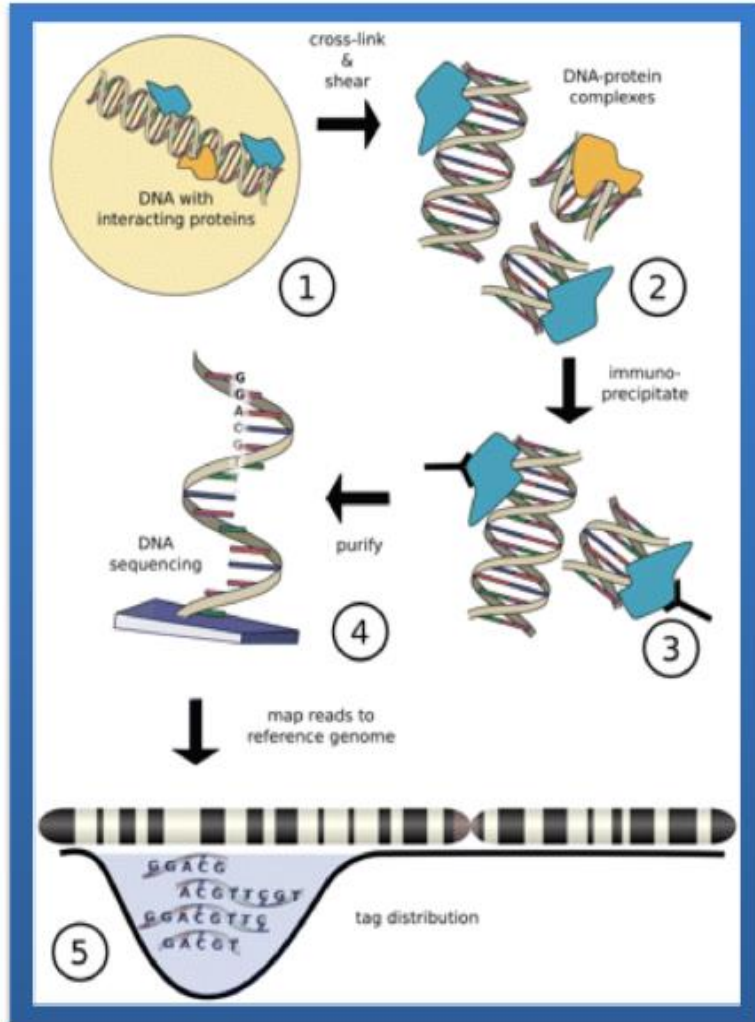 cross-link
&
shear
DNA-protein
complexes
DNA with
interacting proteins
1
2
immuno-
precipitate
G
G
A
C
G
T
purify
DNA
sequencing
4
3
map reads to
reference genome
GGACG
ACGTTCGT
GGACGTTC
GACGT
tag distribution
5